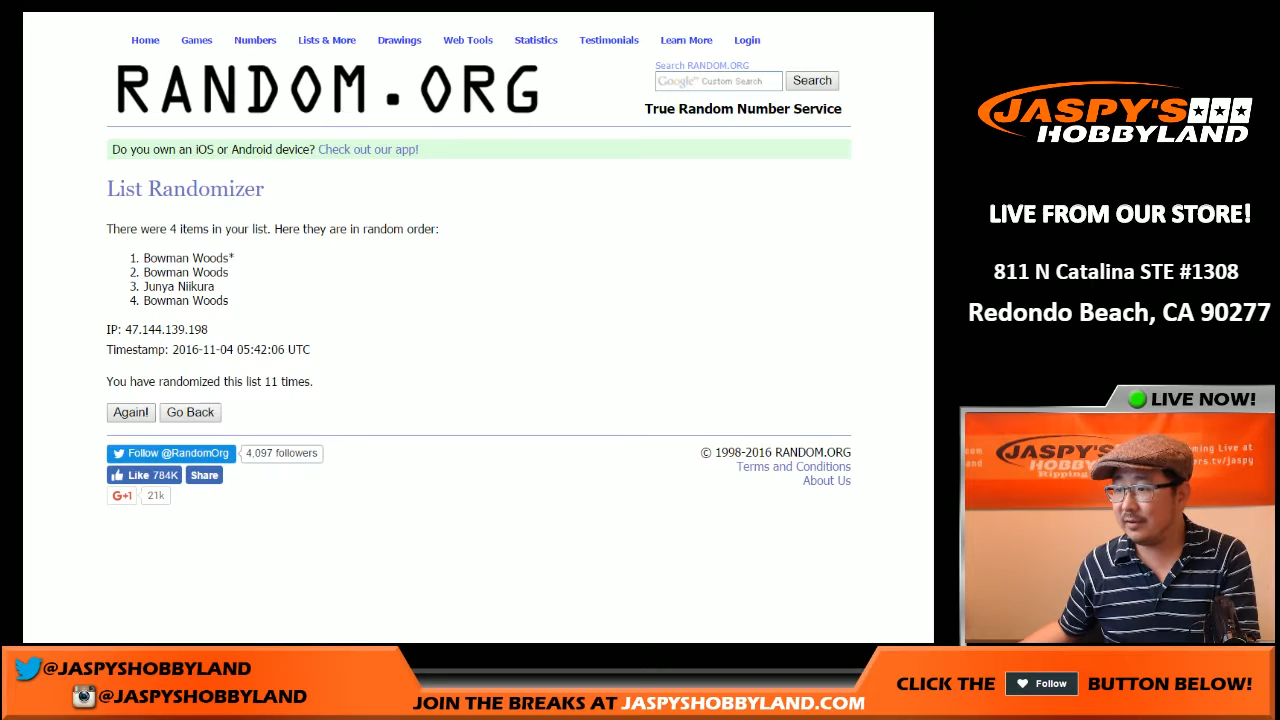 Home Games Numbers Lists & More Drawings Web Tools Statistics Testimonials Learn More Login
RANDOM.ORG
Search RANDOM.ORG
Google™ Custom Search Search
True Random Number Service
Do you own an iOS or Android device? Check out our app!
List Randomizer
There were 4 items in your list. Here they are in random order:
1. Bowman Woods*
2. Bowman Woods
3. Junya Niikura
4. Bowman Woods
IP: 47.144.139.198
Timestamp: 2016-11-04 05:42:06 UTC
You have randomized this list 11 times.
Again! Go Back
Follow @RandomOrg 4,097 followers
Like 784K Share
G+1 21k
© 1998-2016 RANDOM.ORG
Terms and Conditions
About Us
JASPY'S
HOBBYLAND
LIVE FROM OUR STORE!
811 N Catalina STE #1308
Redondo Beach, CA 90277
LIVE NOW!
@JASPYSHOBBYLAND
@JASPYSHOBBYLAND
JOIN THE BREAKS AT JASPYSHOBBYLAND.COM
CLICK THE Follow BUTTON BELOW!